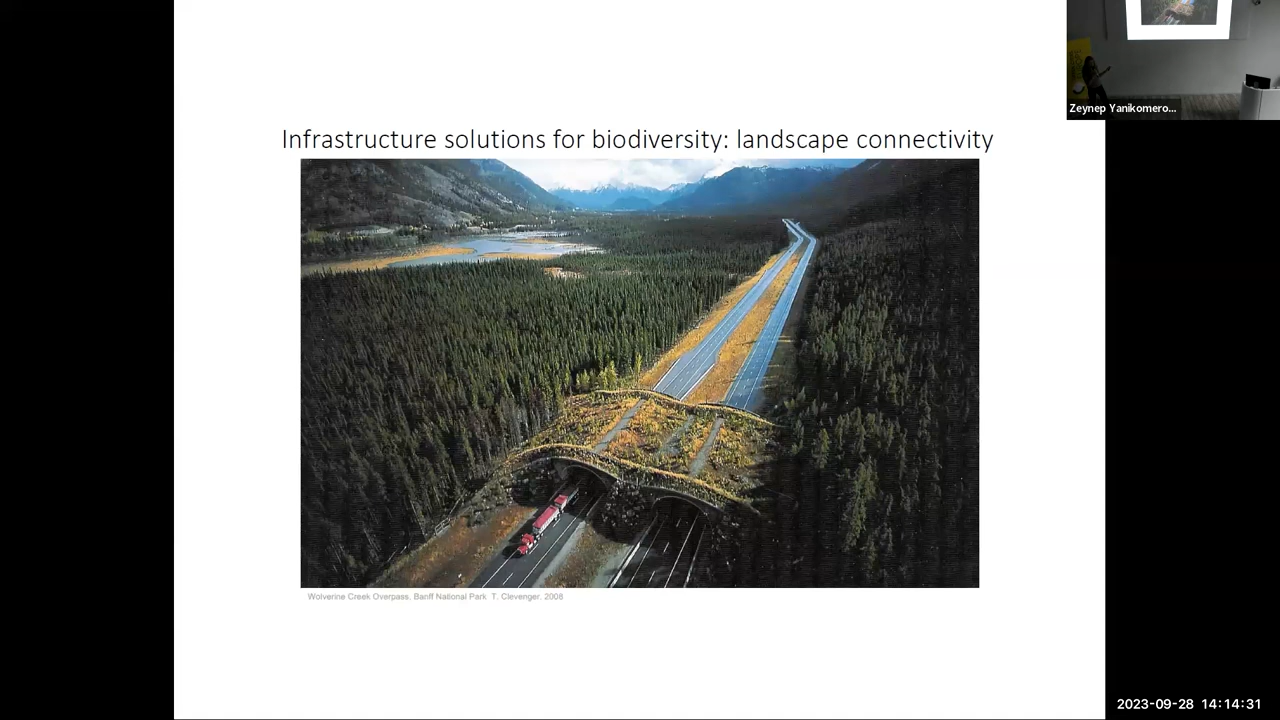 Infrastructure solutions for biodiversity: landscape connectivity
Zeynep Yanikomero...
Wolverine Creek Overpass. Banff National Park T. Clevenger. 2008
2023-09-28 14:14:31